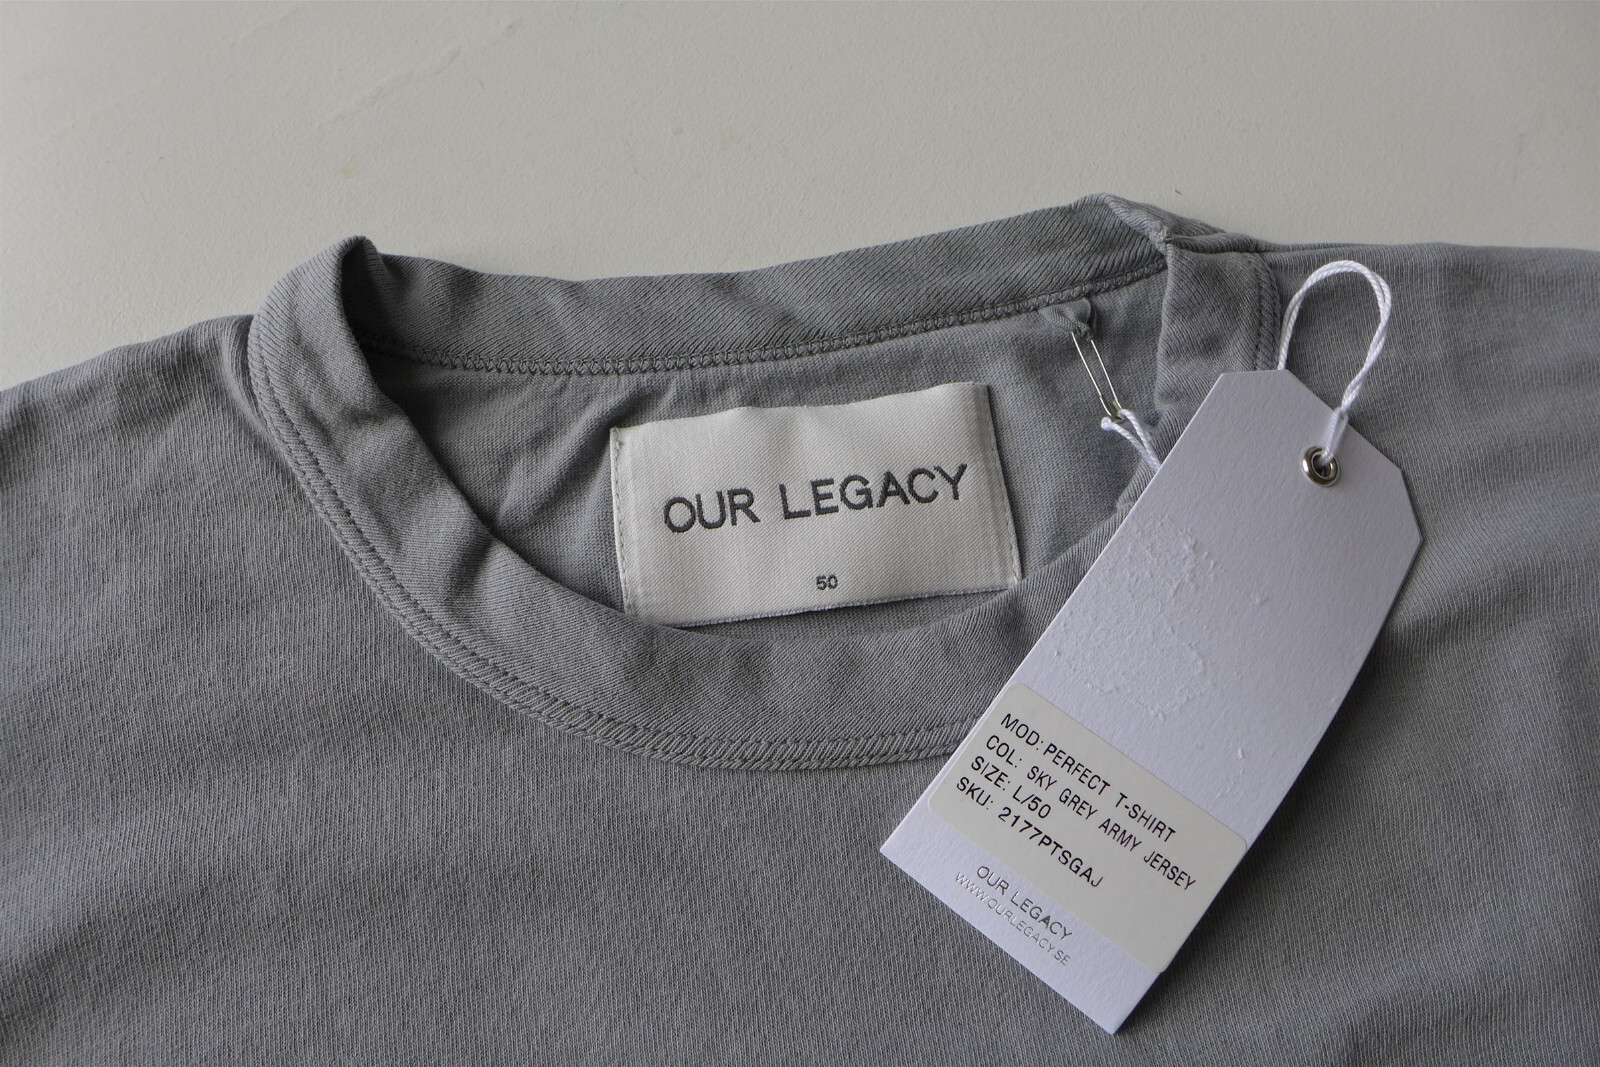 OUR LEGACY
50
MOD: PERFECT T-SHIRT
COL: SKY GREY ARMY JERSEY
SIZE: L/50
SKU: 2177PTSGAJ
OUR LEGACY
WWW.OURLEGACY.SE